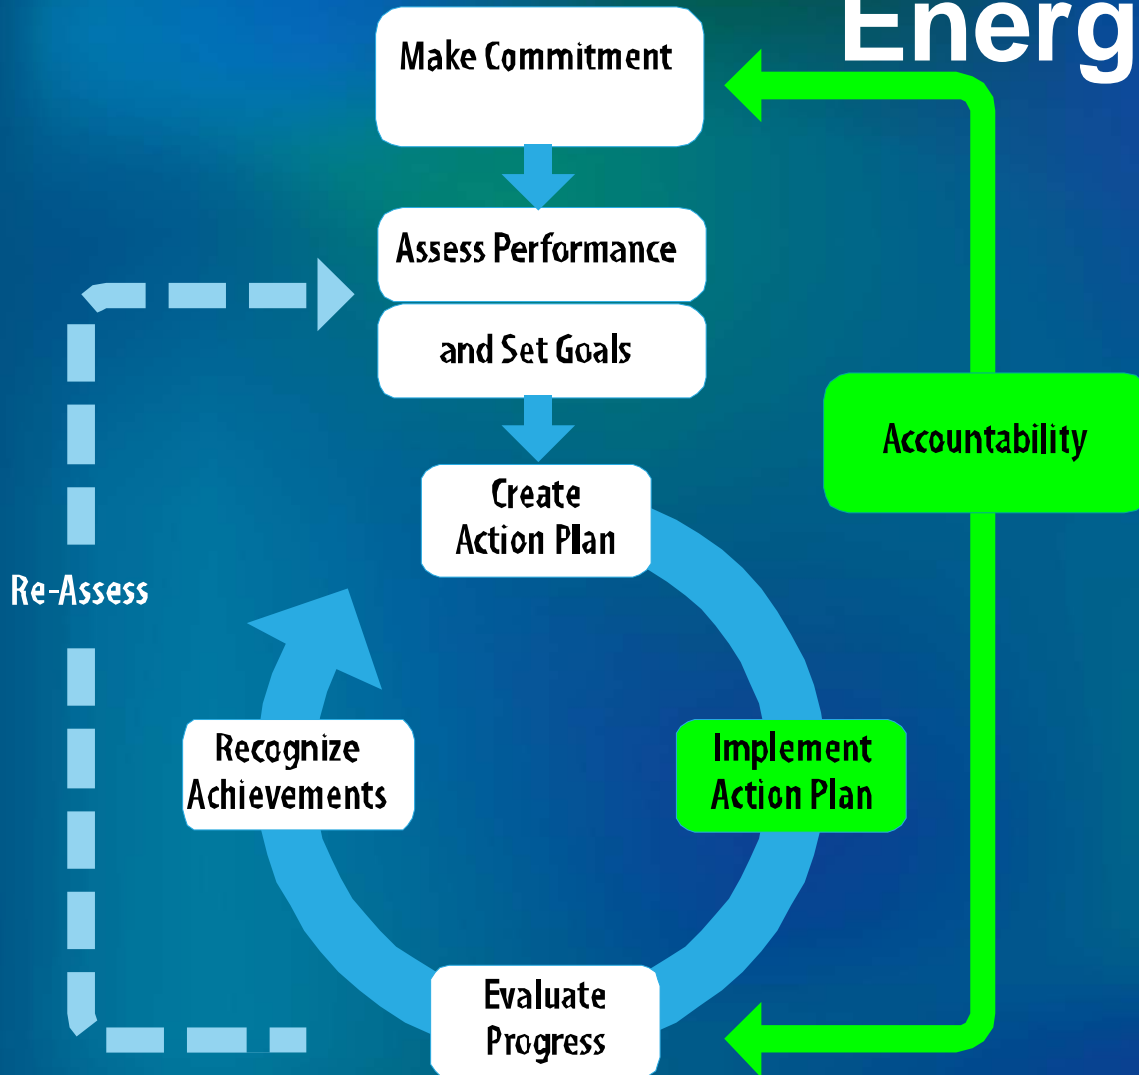 Energ
Make Commitment
Assess Performance
and Set Goals
Create
Action Plan
Accountability
Re-Assess
Recognize
Achievements
Implement
Action Plan
Evaluate
Progress